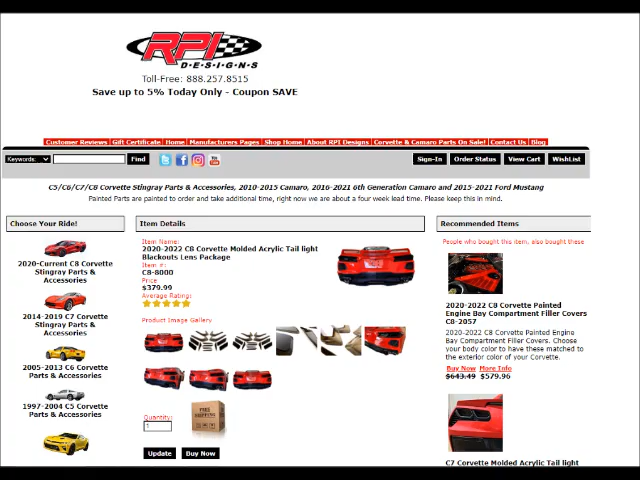 RPI
D·E·S·I·G·N·S
Toll-Free: 888.257.8515
Save up to 5% Today Only - Coupon SAVE
Customer Reviews | Gift Certificate | Home | Manufacturers Pages | Shop Home | About RPI Designs | Corvette & Camaro Parts On Sale! | Contact Us | Blog
Keywords: Find Sign-In Order Status View Cart WishList
C5/C6/C7/C8 Corvette Stingray Parts & Accessories, 2010-2015 Camaro, 2016-2021 6th Generation Camaro and 2015-2021 Ford Mustang
Painted Parts are painted to order and take additional time, right now we are about a four week lead time. Please keep this in mind.
Choose Your Ride!
2020-Current C8 Corvette
Stingray Parts &
Accessories
2014-2019 C7 Corvette
Stingray Parts &
Accessories
2005-2013 C6 Corvette
Parts & Accessories
1997-2004 C5 Corvette
Parts & Accessories
Item Details
Item Name:
2020-2022 C8 Corvette Molded Acrylic Tail light
Blackouts Lens Package
Item #:
C8-8000
Price
$379.99
Average Rating:
Product Image Gallery
Quantity:
1
FREE
SHIPPING
Update Buy Now
Recommended Items
People who bought this item, also bought these
2020-2022 C8 Corvette Painted
Engine Bay Compartment Filler Covers
C8-2057
2020-2022 C8 Corvette Painted Engine
Bay Compartment Filler Covers. Choose
your body color to have these matched to
the exterior color of your Corvette.
Buy Now More Info
$643.49 $579.96
C7 Corvette Molded Acrylic Tail light